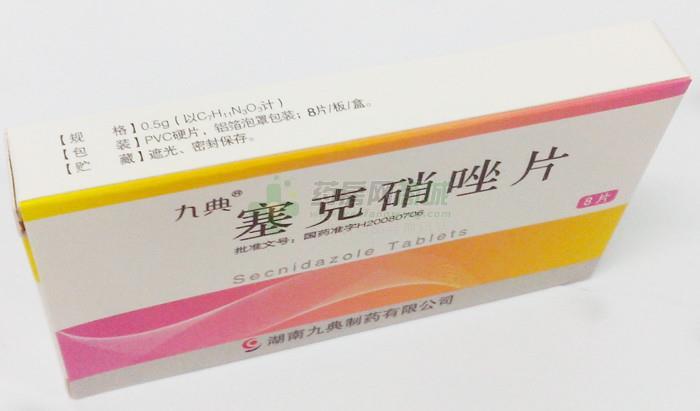 【规 格】0.5g（以C₇H₁₁N₃O₃计）
【包 装】PVC硬片，铝箔泡罩包装；8片/板/盒。
【贮 藏】遮光、密封保存。
九典®
塞克硝唑片
8片
批准文号：国药准字H20080706
Secnidazole Tablets
湖南九典制药有限公司